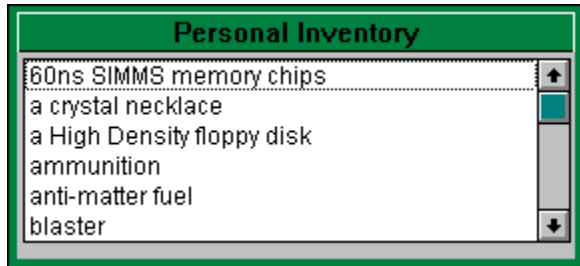 Personal Inventory
60ns SIMMS memory chips
a crystal necklace
a High Density floppy disk
ammunition
anti-matter fuel
blaster